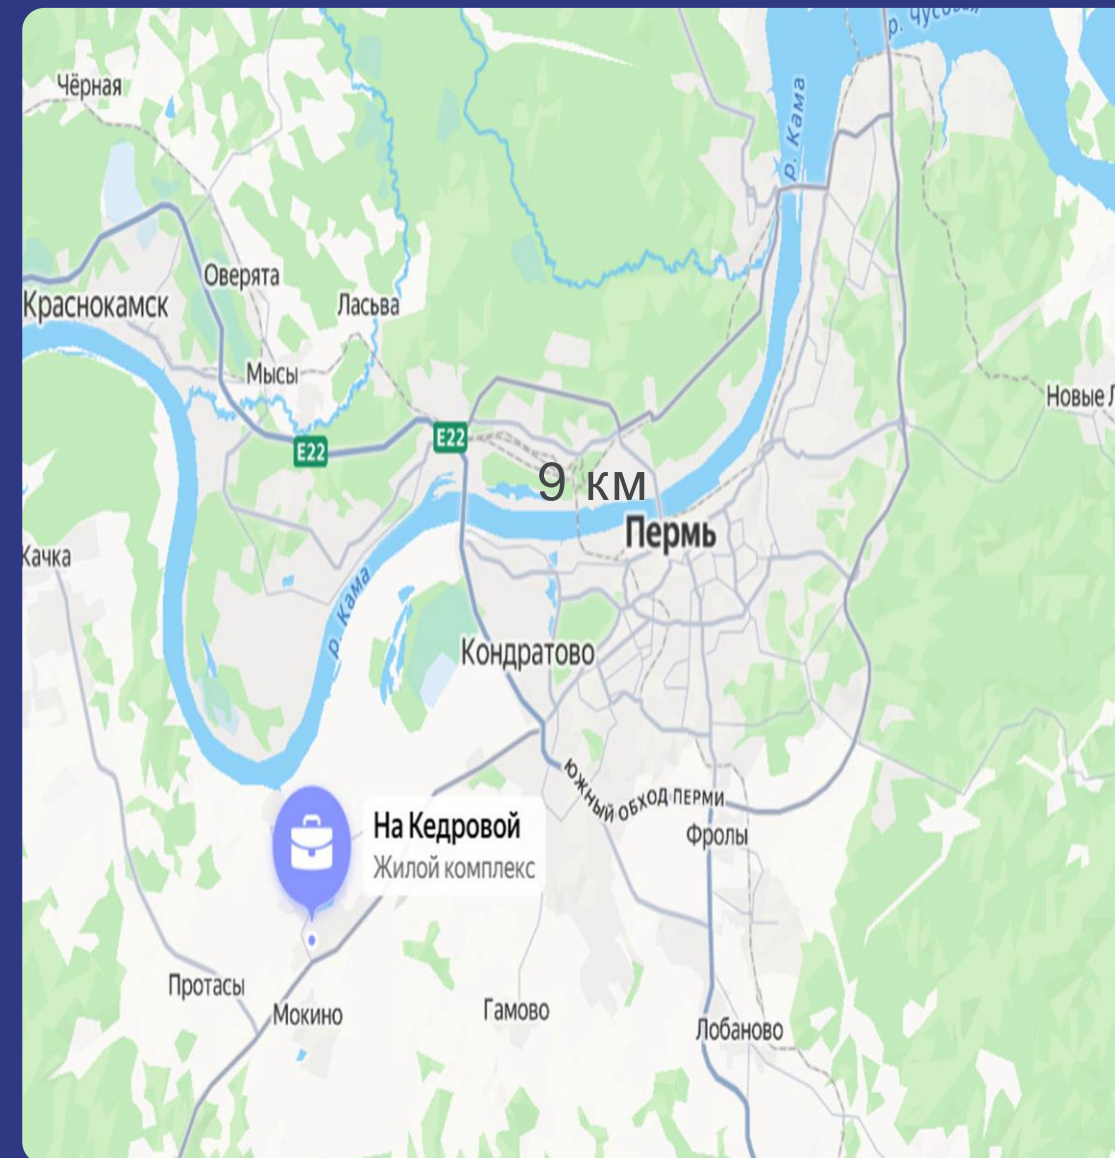 р. Чусовая
Чёрная
р. Кама
Оверята
Краснокамск
Ласьва
Мысы
E22
E22
9 км
Пермь
р. Кама
Кондратово
ЮЖНЫЙ ОБХОД ПЕРМИ
На Кедровой
Жилой комплекс
Фролы
Протасы
Мокино
Гамово
Лобаново
Новые